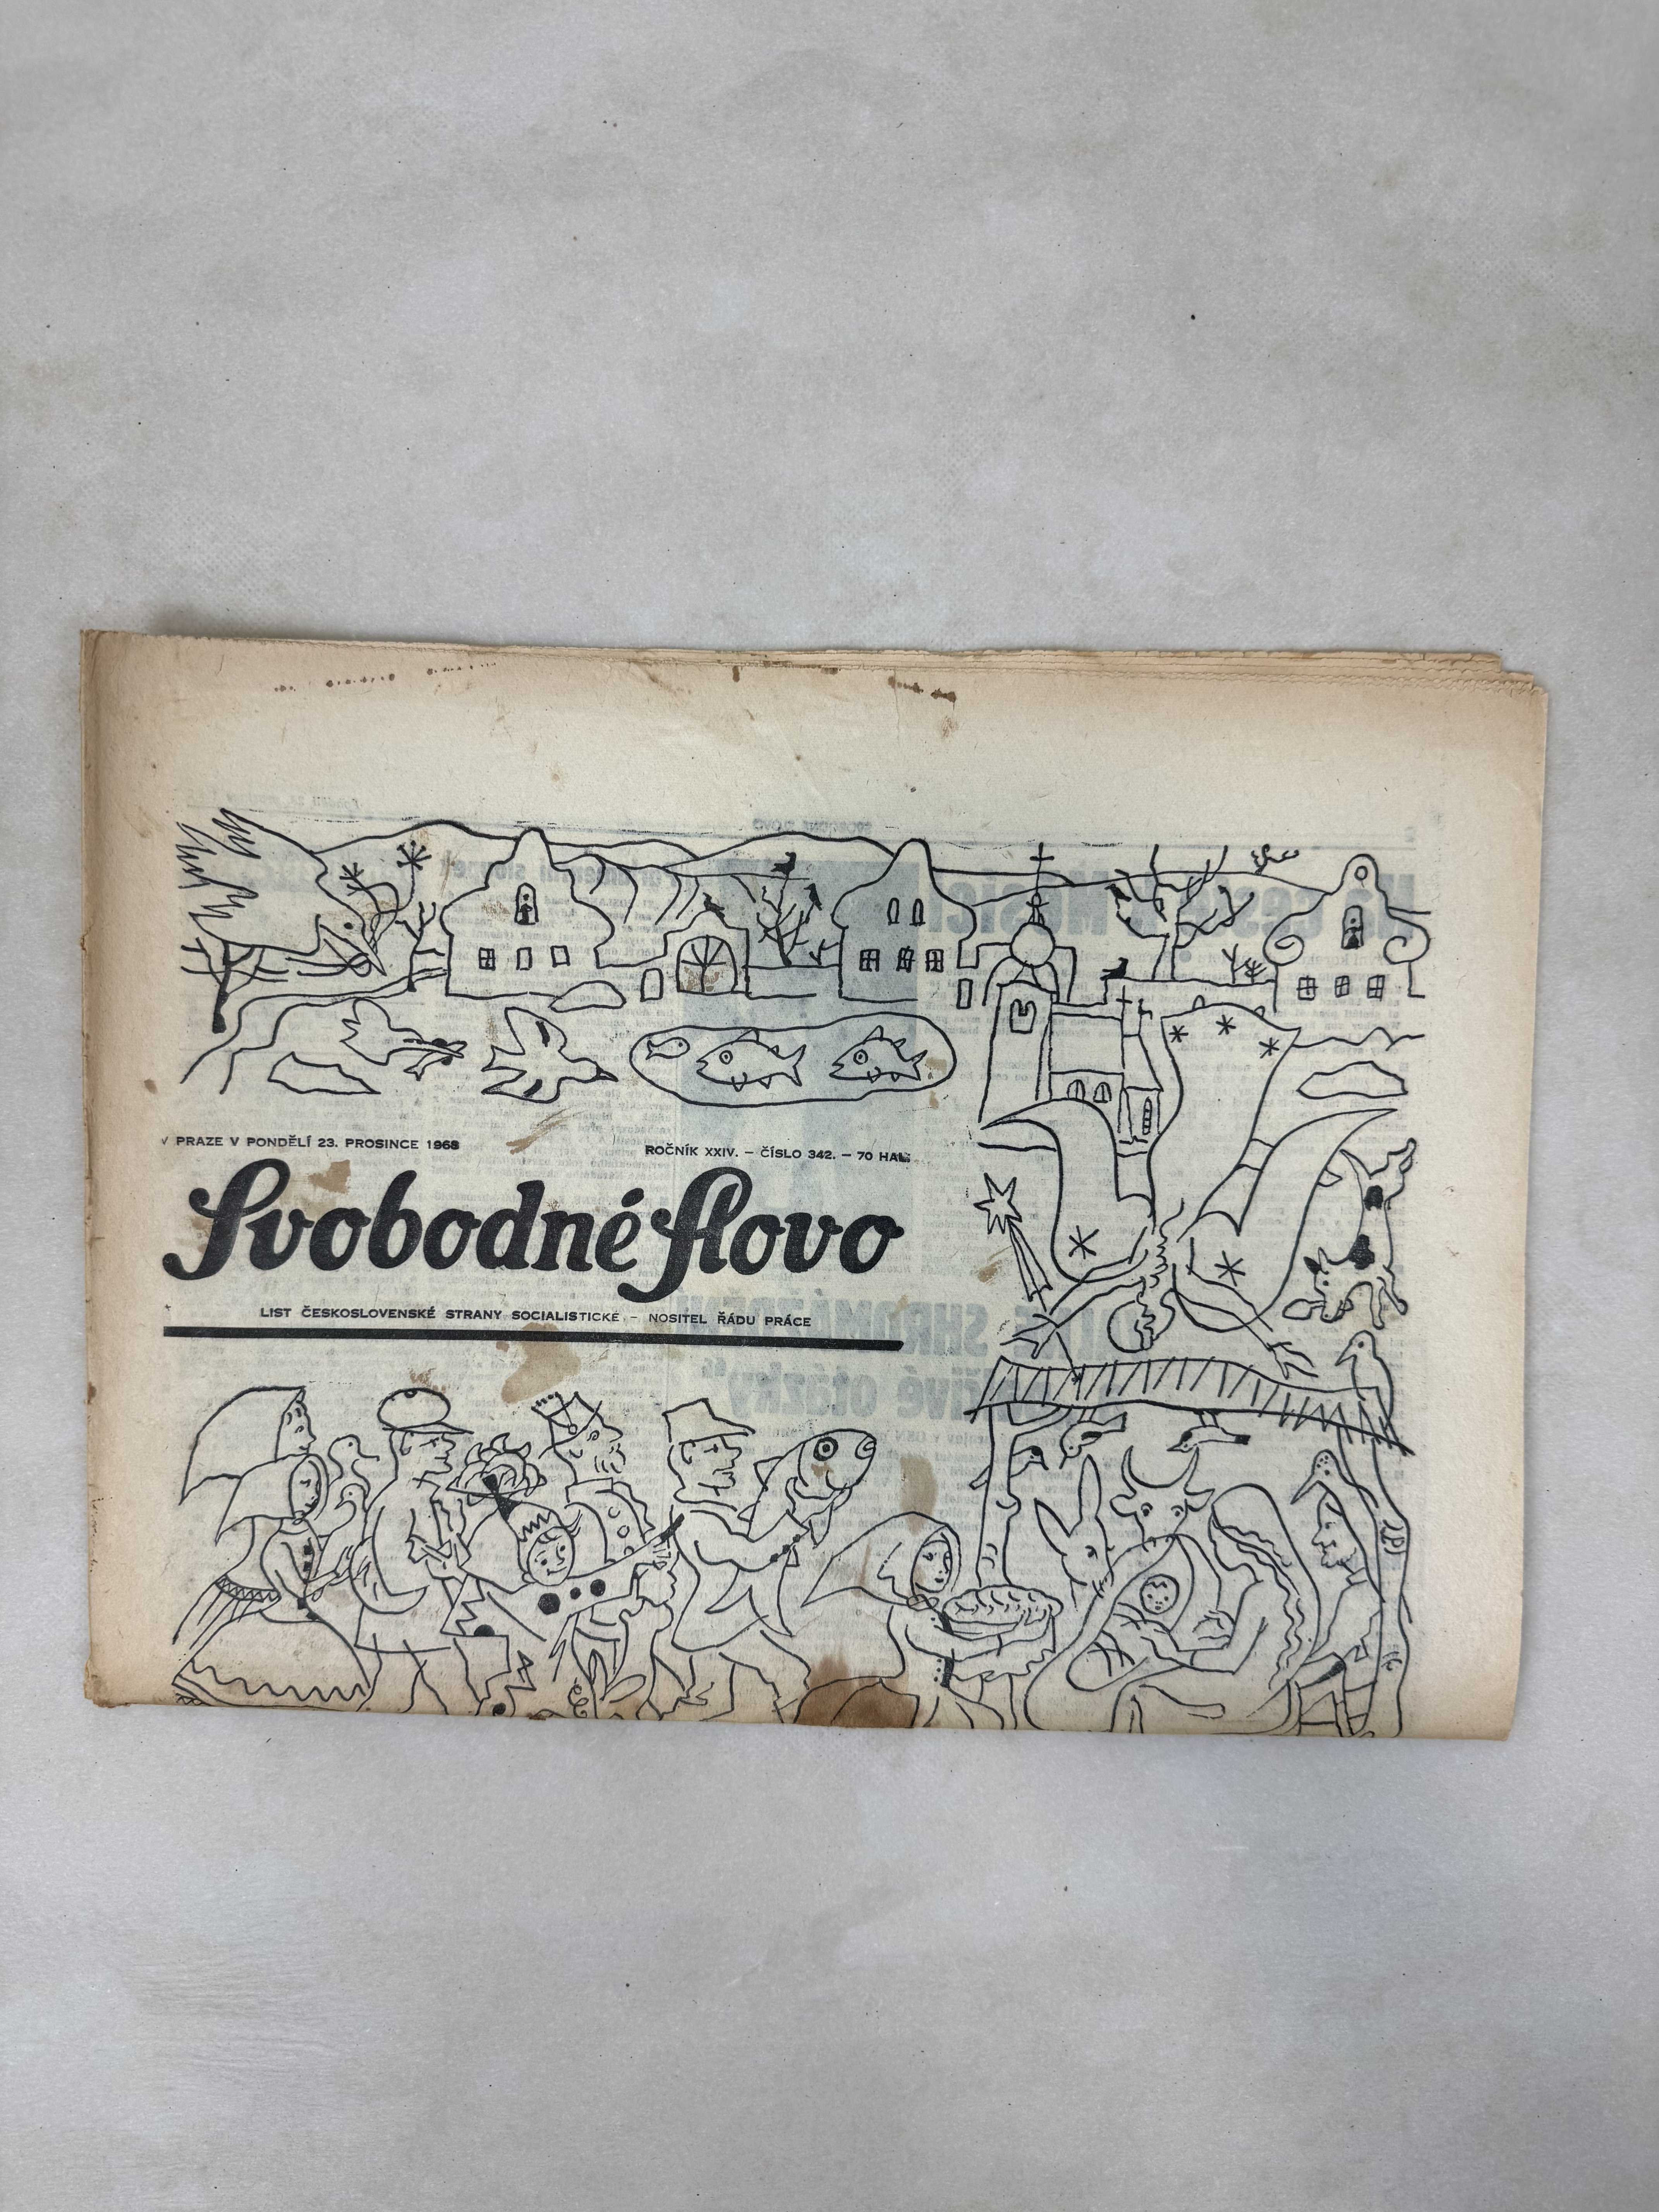 V PRAZE V PONDĚLÍ 23. PROSINCE 1968
ROČNÍK XXIV. – ČÍSLO 342. – 70 HAL.
Svobodné slovo
LIST ČESKOSLOVENSKÉ STRANY SOCIALISTICKÉ – NOSITEL ŘÁDU PRÁCE